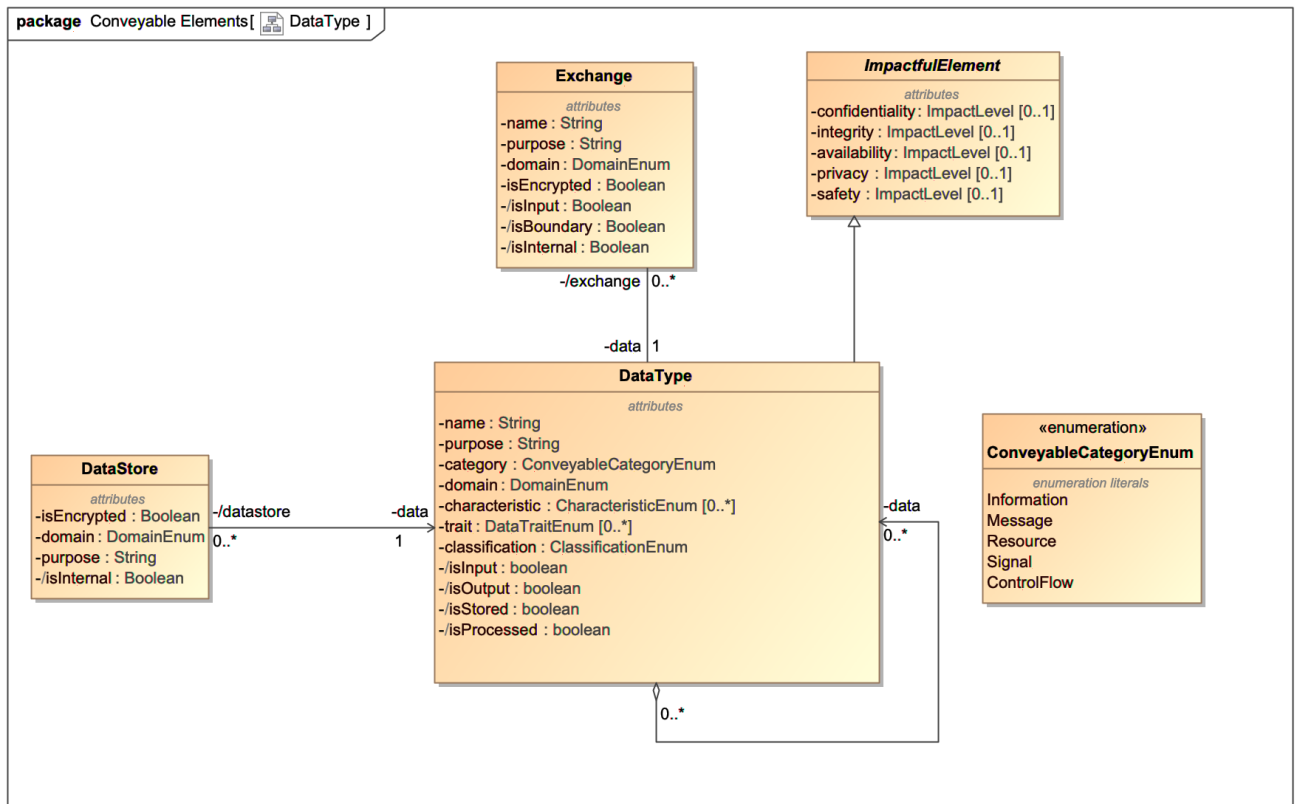 package Conveyable Elements[ DataType ]
Exchange
attributes
-name : String
-purpose : String
-domain : DomainEnum
-isEncrypted : Boolean
-/isInput : Boolean
-/isBoundary : Boolean
-/isInternal : Boolean
ImpactfulElement
attributes
-confidentiality : ImpactLevel [0..1]
-integrity : ImpactLevel [0..1]
-availability : ImpactLevel [0..1]
-privacy : ImpactLevel [0..1]
-safety : ImpactLevel [0..1]
-/exchange 0..*
-data 1
DataType
attributes
-name : String
-purpose : String
-category : ConveyableCategoryEnum
-domain : DomainEnum
-characteristic : CharacteristicEnum [0..*]
-trait : DataTraitEnum [0..*]
-classification : ClassificationEnum
-/isInput : boolean
-/isOutput : boolean
-/isStored : boolean
-/isProcessed : boolean
DataStore
attributes
-isEncrypted : Boolean
-domain : DomainEnum
-purpose : String
-/isInternal : Boolean
-/datastore
0..*
-data
1
-data
0..*
0..*
«enumeration»
ConveyableCategoryEnum
enumeration literals
Information
Message
Resource
Signal
ControlFlow